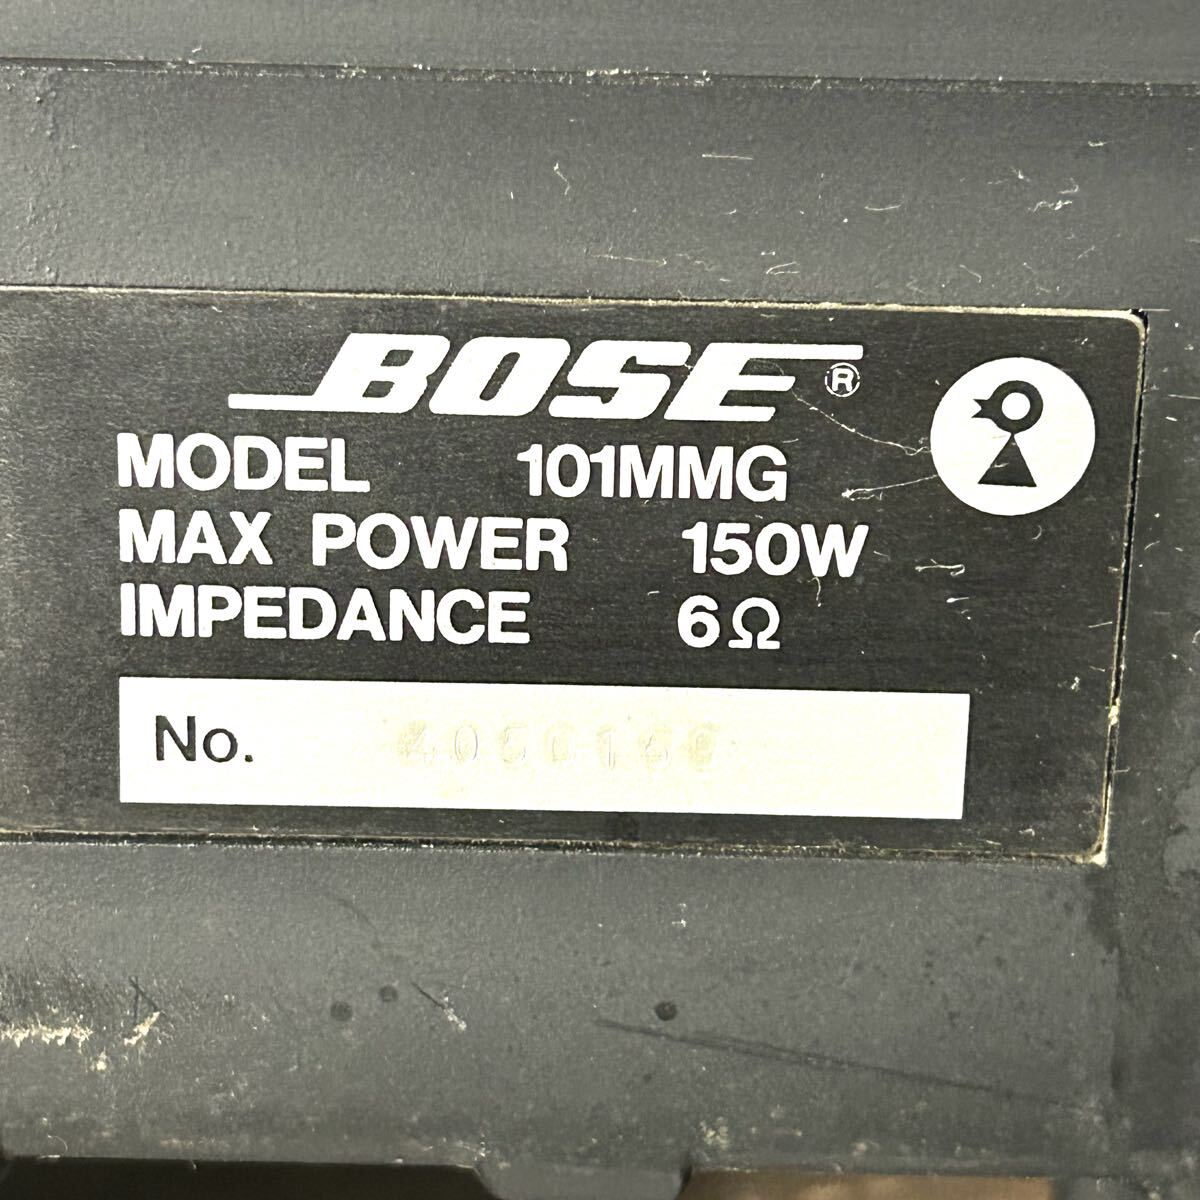 BOSE®
MODEL 101MMG
MAX POWER 150W
IMPEDANCE 6Ω
No.